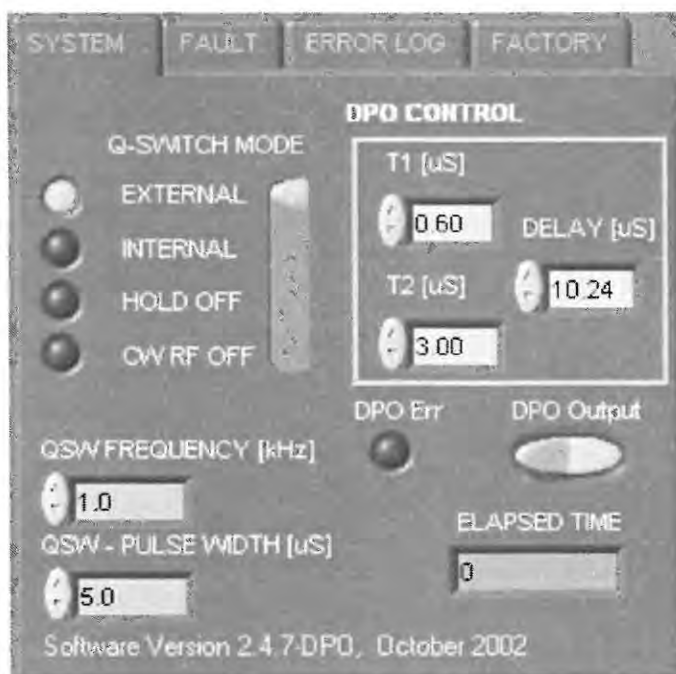 SYSTEM FAULT ERROR LOG FACTORY
DPO CONTROL
Q-SWITCH MODE
EXTERNAL
INTERNAL
HOLD OFF
CW RF OFF
T1 [uS]
0.60
DELAY [uS]
10.24
T2 [uS]
3.00
DPO Err
DPO Output
QSW FREQUENCY [kHz]
1.0
QSW - PULSE WIDTH [uS]
5.0
ELAPSED TIME
0
Software Version 2.4.7-DPO, October 2002